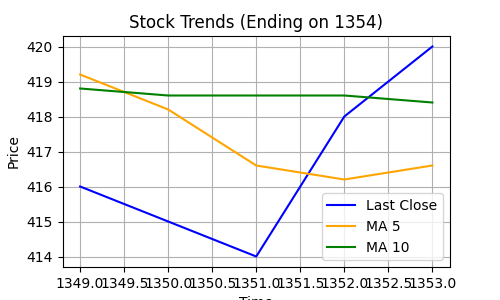 Stock Trends (Ending on 1354)
420
419
418
417
416
415
414
Price
Last Close
MA 5
MA 10
1349.0 1349.5 1350.0 1350.5 1351.0 1351.5 1352.0 1352.5 1353.0
Time